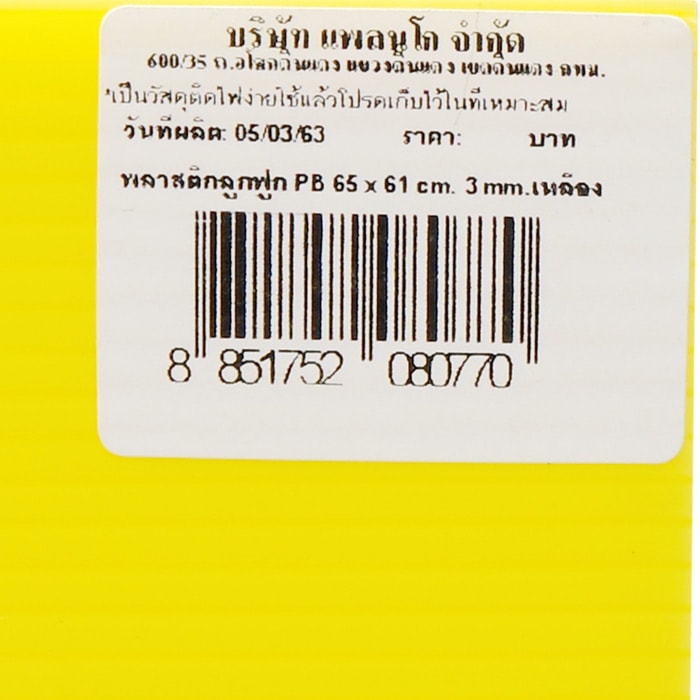 บริษัท แพลนโก จำกัด
600/35 ถ.อโศกดินแดง แขวงดินแดง เขตดินแดง กทม.
*เป็นวัสดุติดไฟง่ายใช้แล้วโปรดเก็บไว้ในที่เหมาะสม
วันที่ผลิต: 05/03/63 ราคา: บาท
พลาสติกลูกฟูก PB 65 x 61 cm. 3 mm.เหลือง
8 851752 080770